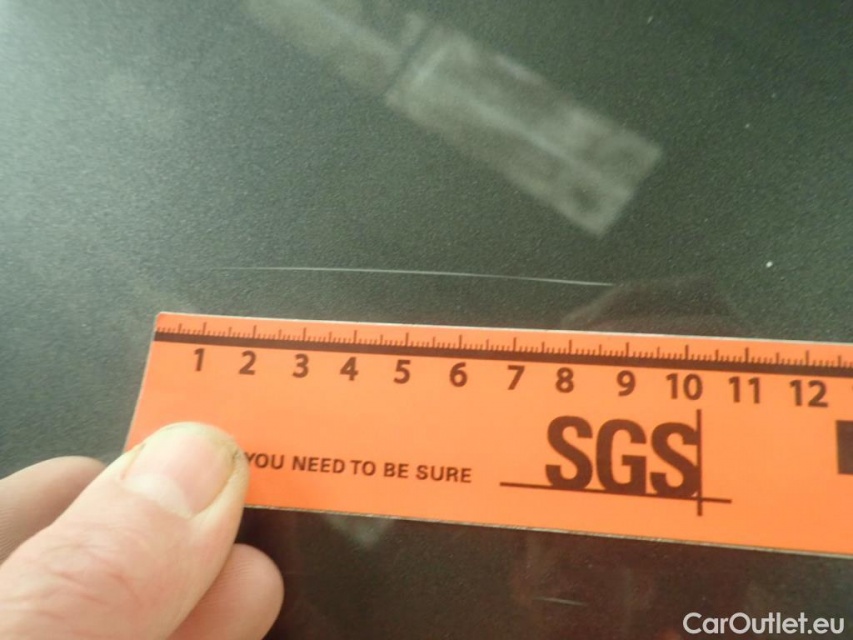 1 2 3 4 5 6 7 8 9 10 11 12
YOU NEED TO BE SURE
SGS
CarOutlet.eu